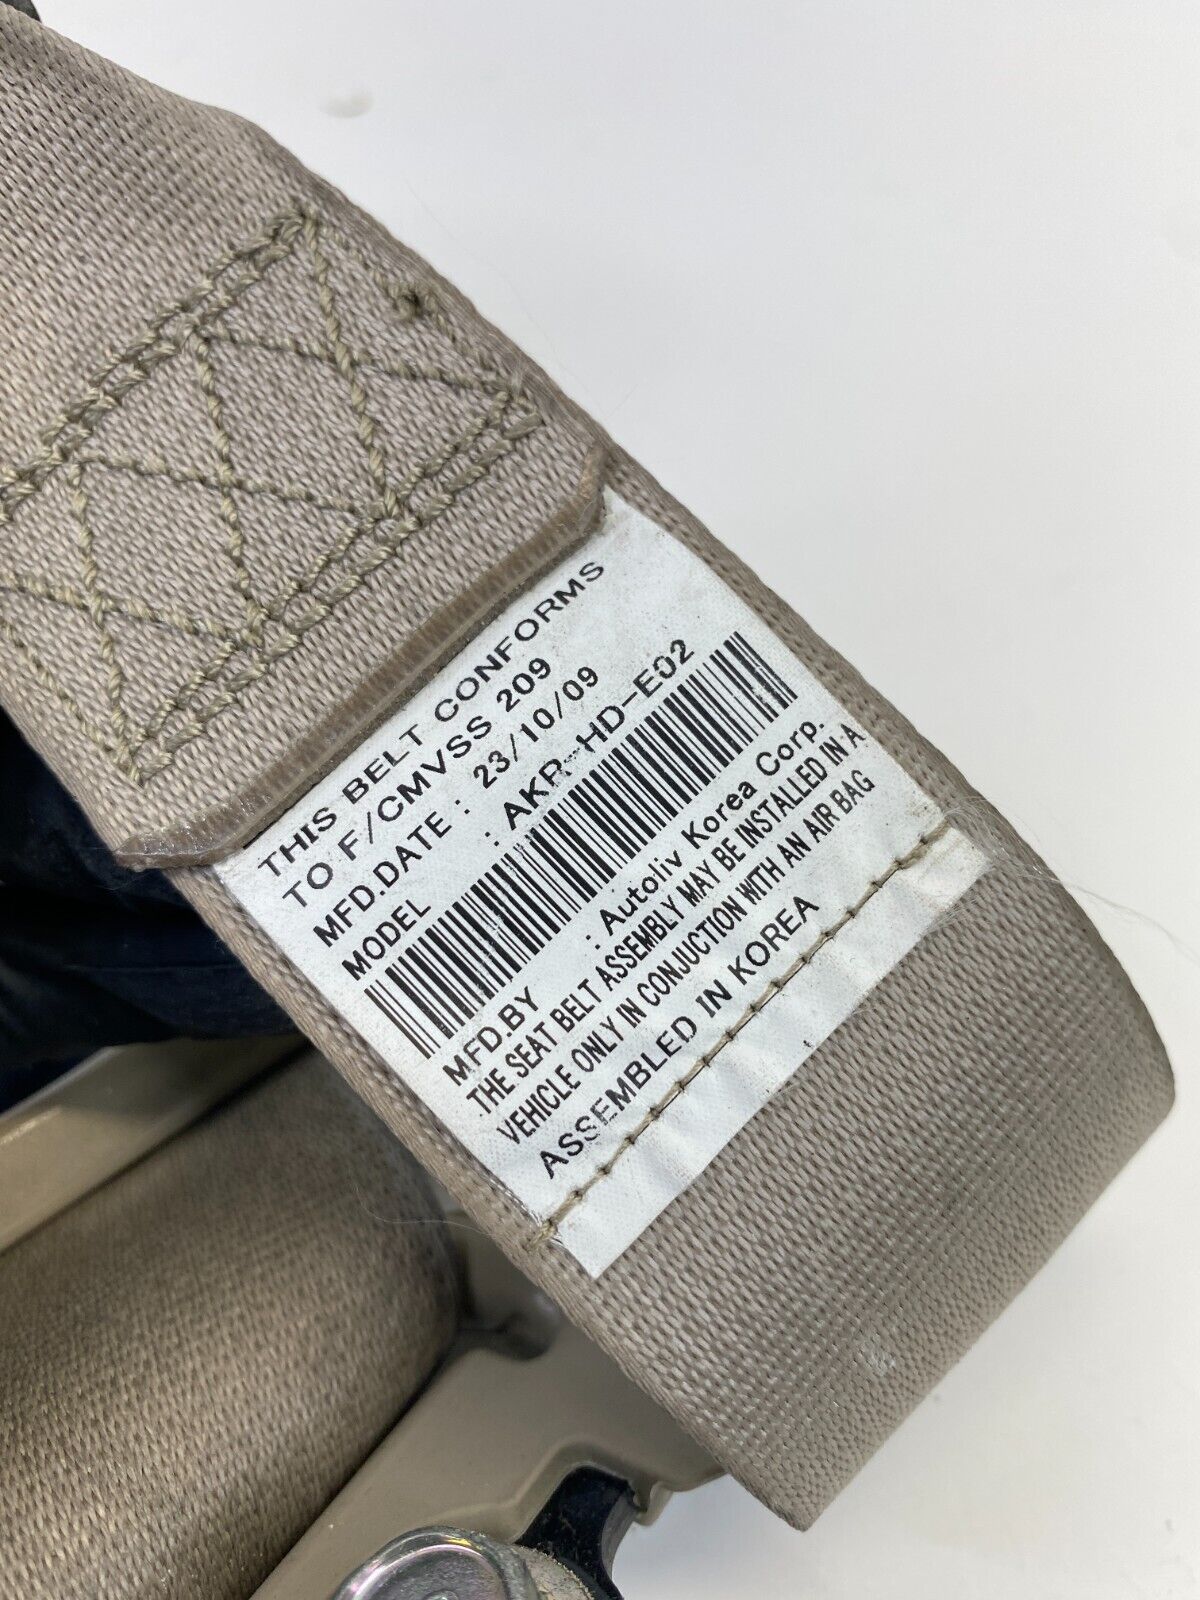 THIS BELT CONFORMS
TO F/CMVSS 209
MFD.DATE : 23/10/09
MODEL : AKR-HD-E02
MFD.BY : Autoliv Korea Corp.
THE SEAT BELT ASSEMBLY MAY BE INSTALLED IN A
VEHICLE ONLY IN CONJUCTION WITH AN AIR BAG
ASSEMBLED IN KOREA